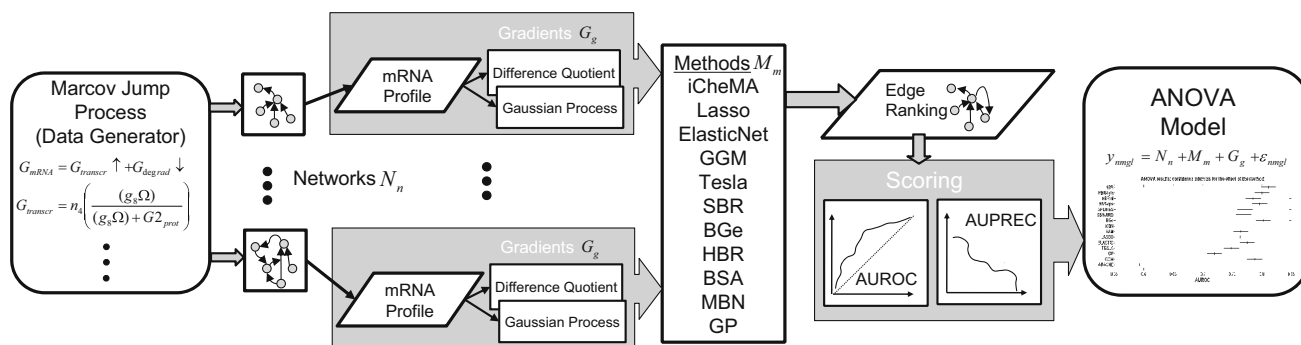 Marcov Jump
Process
(Data Generator)
G_mRNA = G_transcr ↑ +G_deg rad ↓
G_transcr = n_4( (g_8Ω) / ((g_8Ω) + G2_prot) )
Networks N_n
Gradients G_g
mRNA
Profile
Difference Quotient
Gaussian Process
Gradients G_g
mRNA
Profile
Difference Quotient
Gaussian Process
Methods M_m
iCheMA
Lasso
ElasticNet
GGM
Tesla
SBR
BGe
HBR
BSA
MBN
GP
Edge
Ranking
Scoring
AUROC
AUPREC
ANOVA
Model
y_nmgl = N_n + M_m + G_g + ε_nmgl
AUROC